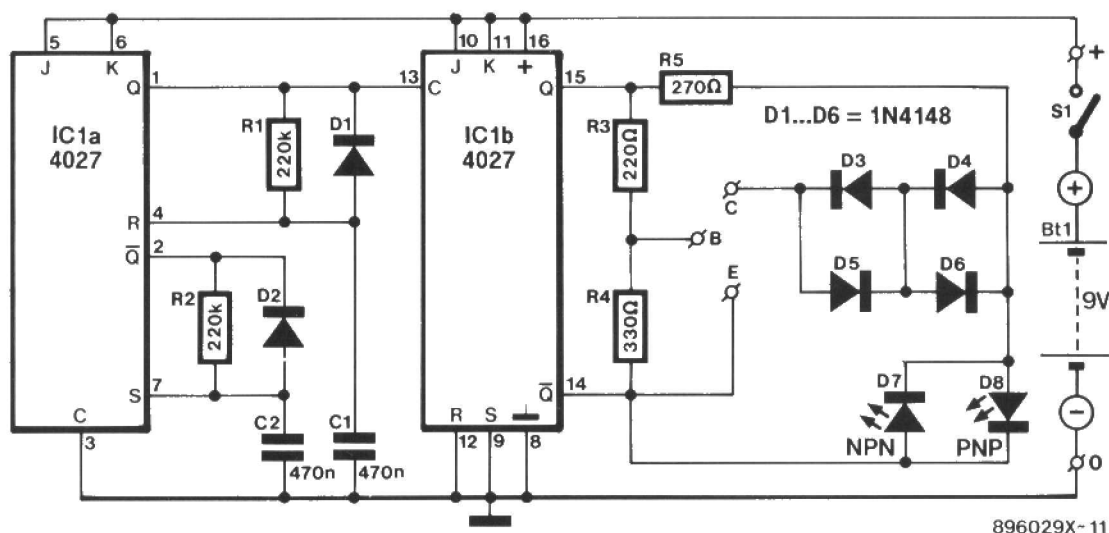 5 6 10 11 16
J K J K +
Q 1 13 C Q 15 R5
270Ω
+
S1
D1...D6 = 1N4148
IC1a
4027
R1
220k
D1
IC1b
4027
R3
220Ω
D3 D4
C
+
R 4
Q̅ 2
B
Bt1
R2
220k
D2
E
D5 D6
R4
330Ω
9V
S 7
Q̅ 14
D7 D8
NPN PNP
C
3
C2
470n
C1
470n
R S ⊥
12 9 8
−
0
896029X-11